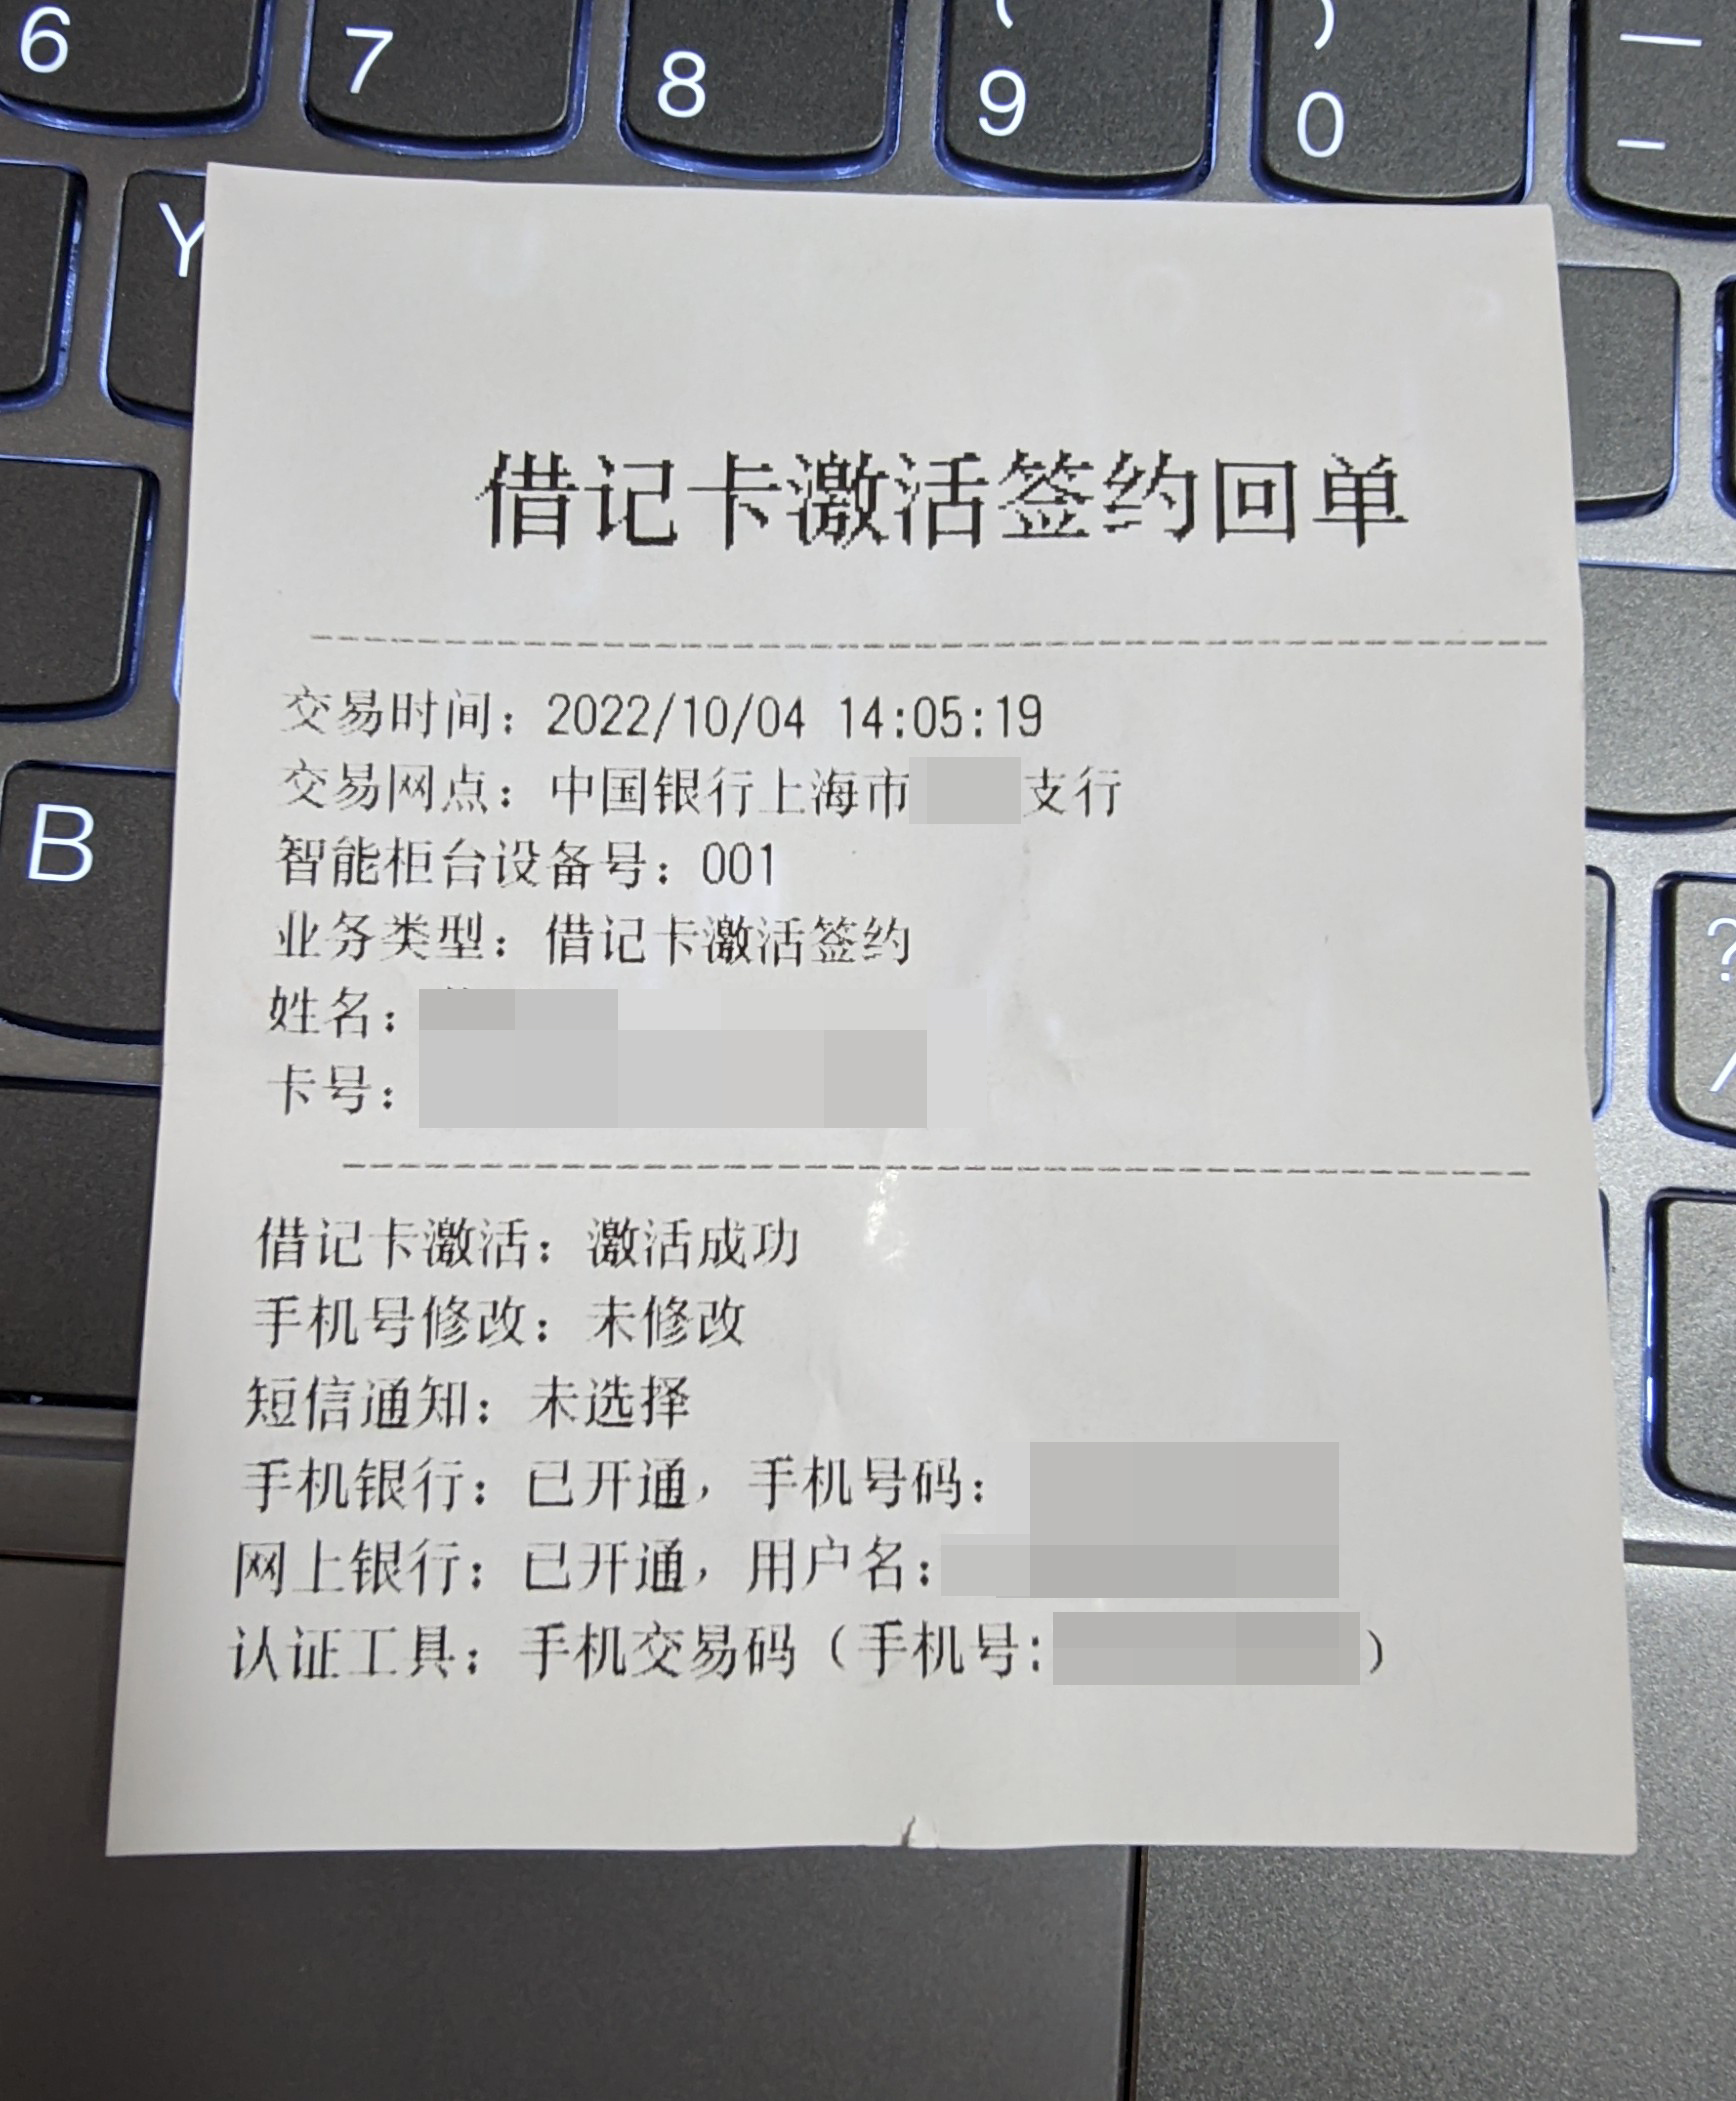 6 7 8 ( 9 ) 0 — -
Y
借记卡激活签约回单
交易时间：2022/10/04 14:05:19
交易网点：中国银行上海市 支行
智能柜台设备号：001
B
业务类型：借记卡激活签约
?
/
姓名：
卡号：
借记卡激活：激活成功
手机号修改：未修改
短信通知：未选择
手机银行：已开通，手机号码：
网上银行：已开通，用户名：
认证工具：手机交易码（手机号: ）